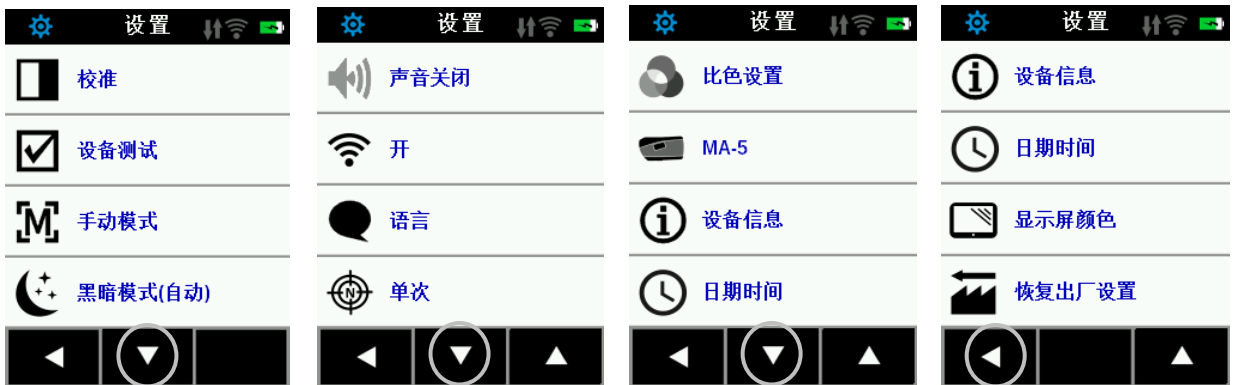 设置
校准
设备测试
手动模式
M
黑暗模式(自动)
设置
声音关闭
开
语言
N
单次
设置
比色设置
MA-5
设备信息
日期时间
设置
设备信息
日期时间
显示屏颜色
恢复出厂设置